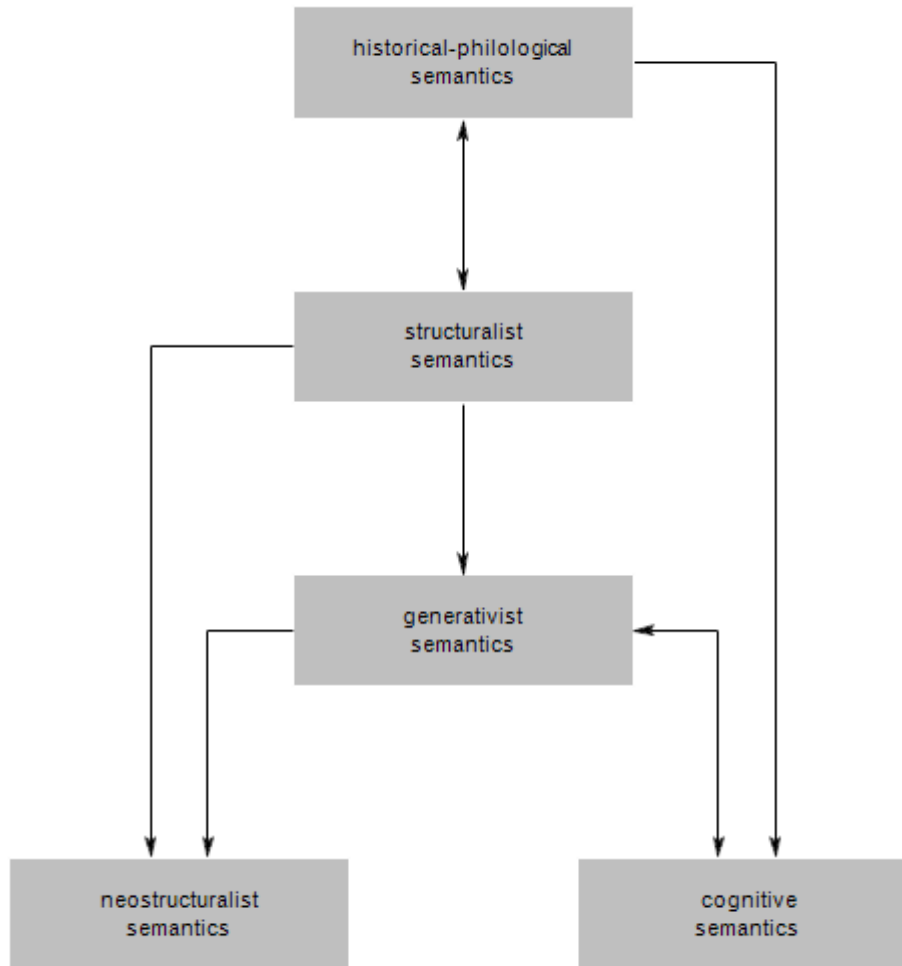 historical-philological
semantics
structuralist
semantics
generativist
semantics
neostructuralist
semantics
cognitive
semantics